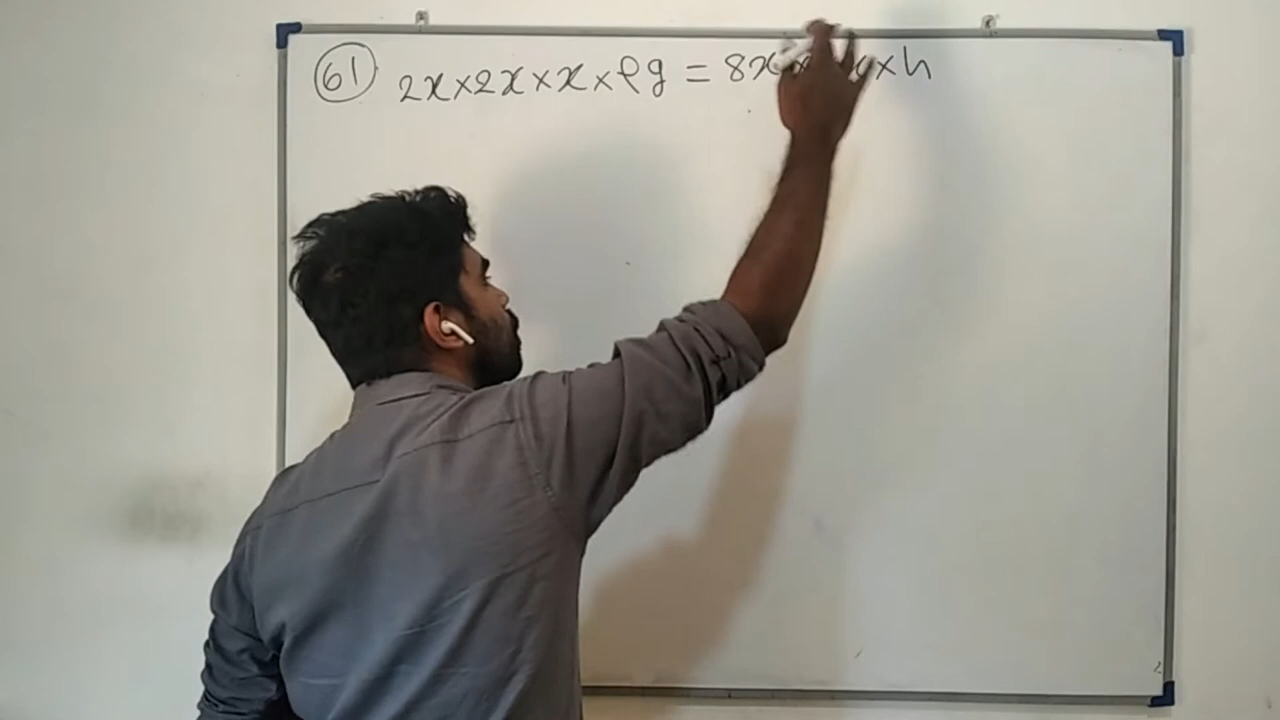 61 2x×2x×x×ρg = 8x× x×h